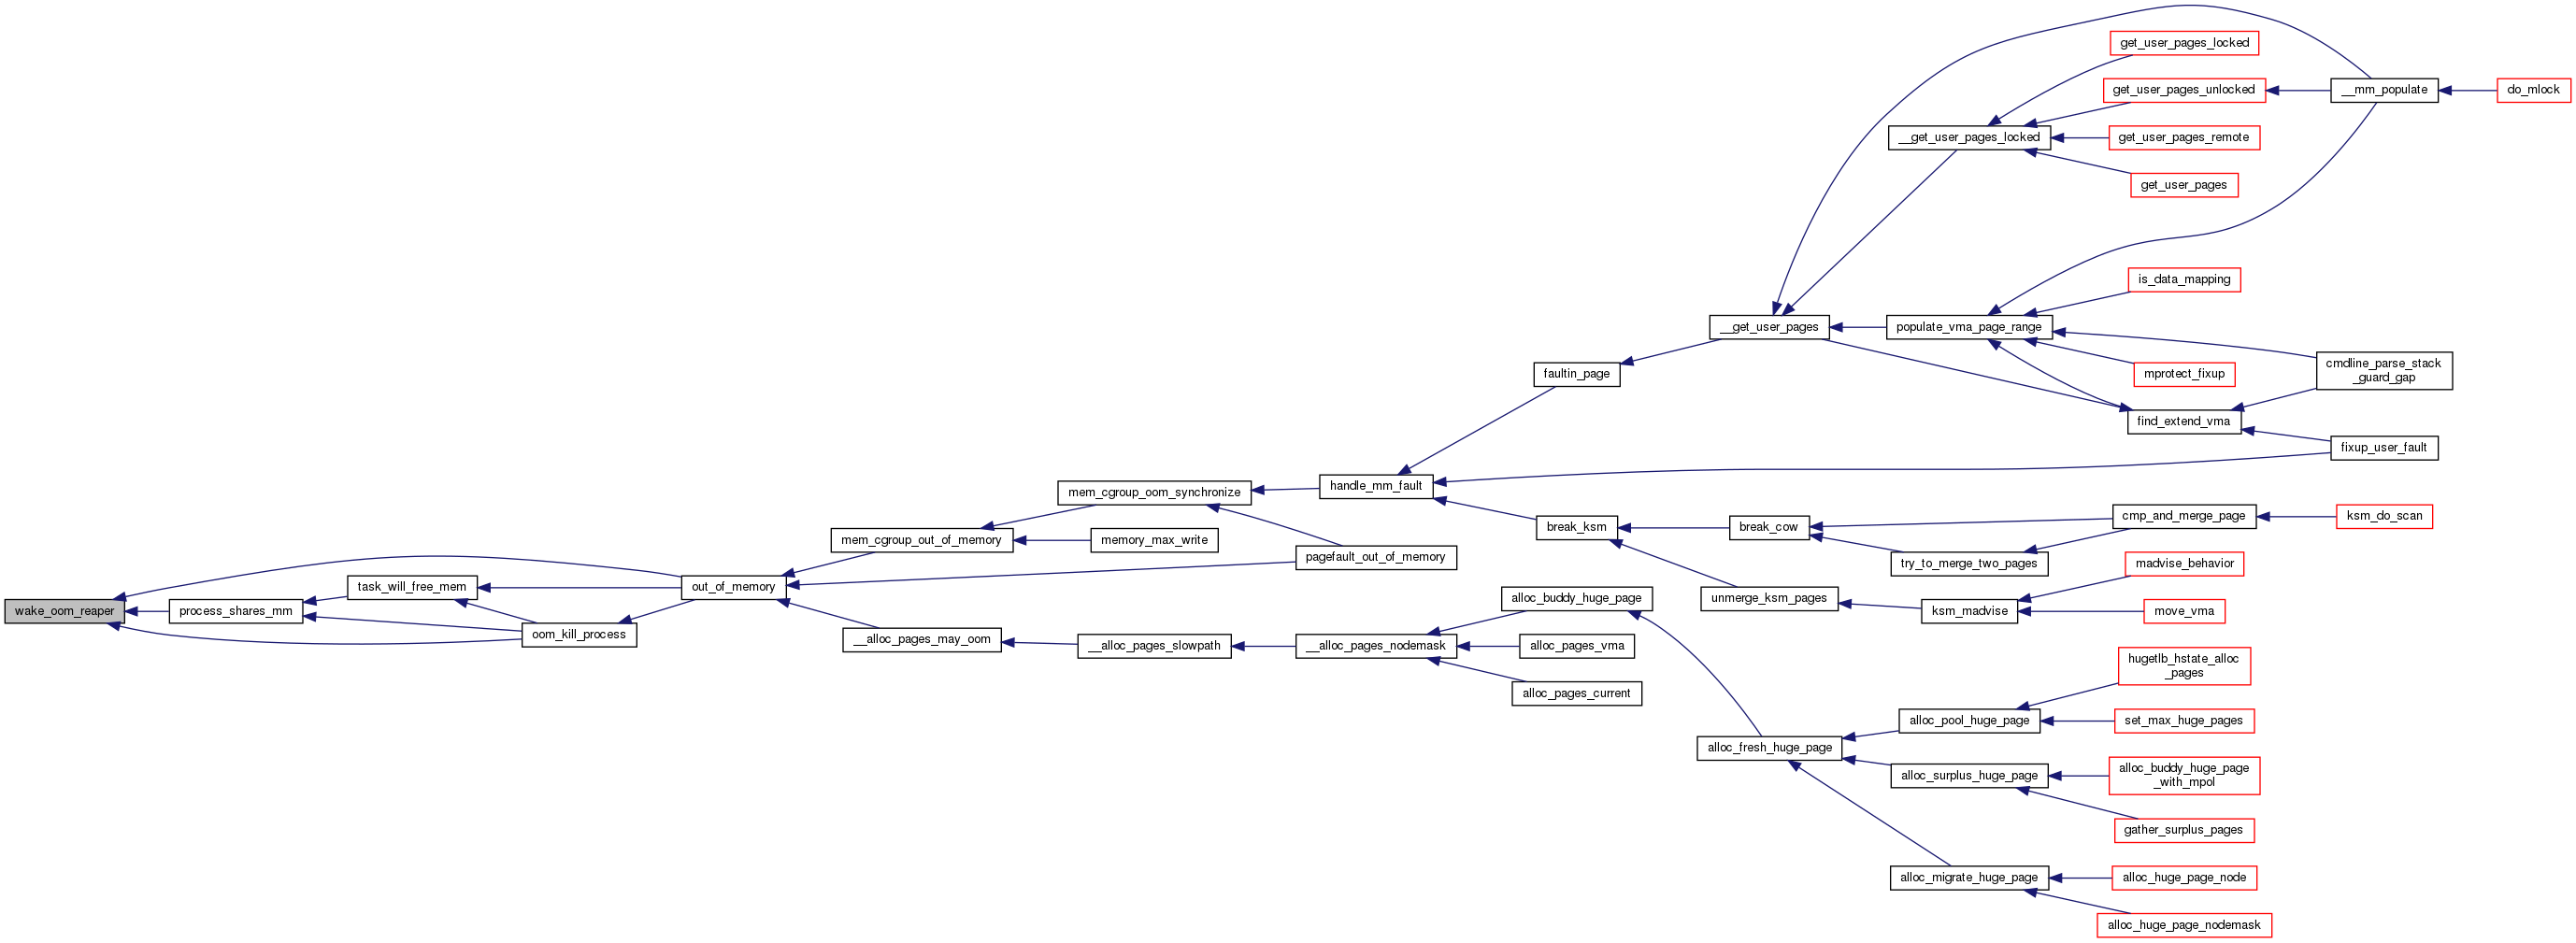 get_user_pages_locked
get_user_pages_unlocked
__mm_populate
do_mlock
__get_user_pages_locked
get_user_pages_remote
get_user_pages
is_data_mapping
__get_user_pages
populate_vma_page_range
cmdline_parse_stack
_guard_gap
faultin_page
mprotect_fixup
find_extend_vma
fixup_user_fault
mem_cgroup_oom_synchronize
handle_mm_fault
break_ksm
break_cow
cmp_and_merge_page
ksm_do_scan
mem_cgroup_out_of_memory
memory_max_write
pagefault_out_of_memory
try_to_merge_two_pages
madvise_behavior
wake_oom_reaper
process_shares_mm
task_will_free_mem
oom_kill_process
out_of_memory
alloc_buddy_huge_page
unmerge_ksm_pages
ksm_madvise
move_vma
__alloc_pages_may_oom
__alloc_pages_slowpath
__alloc_pages_nodemask
alloc_pages_vma
alloc_pages_current
hugetlb_hstate_alloc
_pages
alloc_pool_huge_page
set_max_huge_pages
alloc_fresh_huge_page
alloc_surplus_huge_page
alloc_buddy_huge_page
_with_mpol
gather_surplus_pages
alloc_migrate_huge_page
alloc_huge_page_node
alloc_huge_page_nodemask